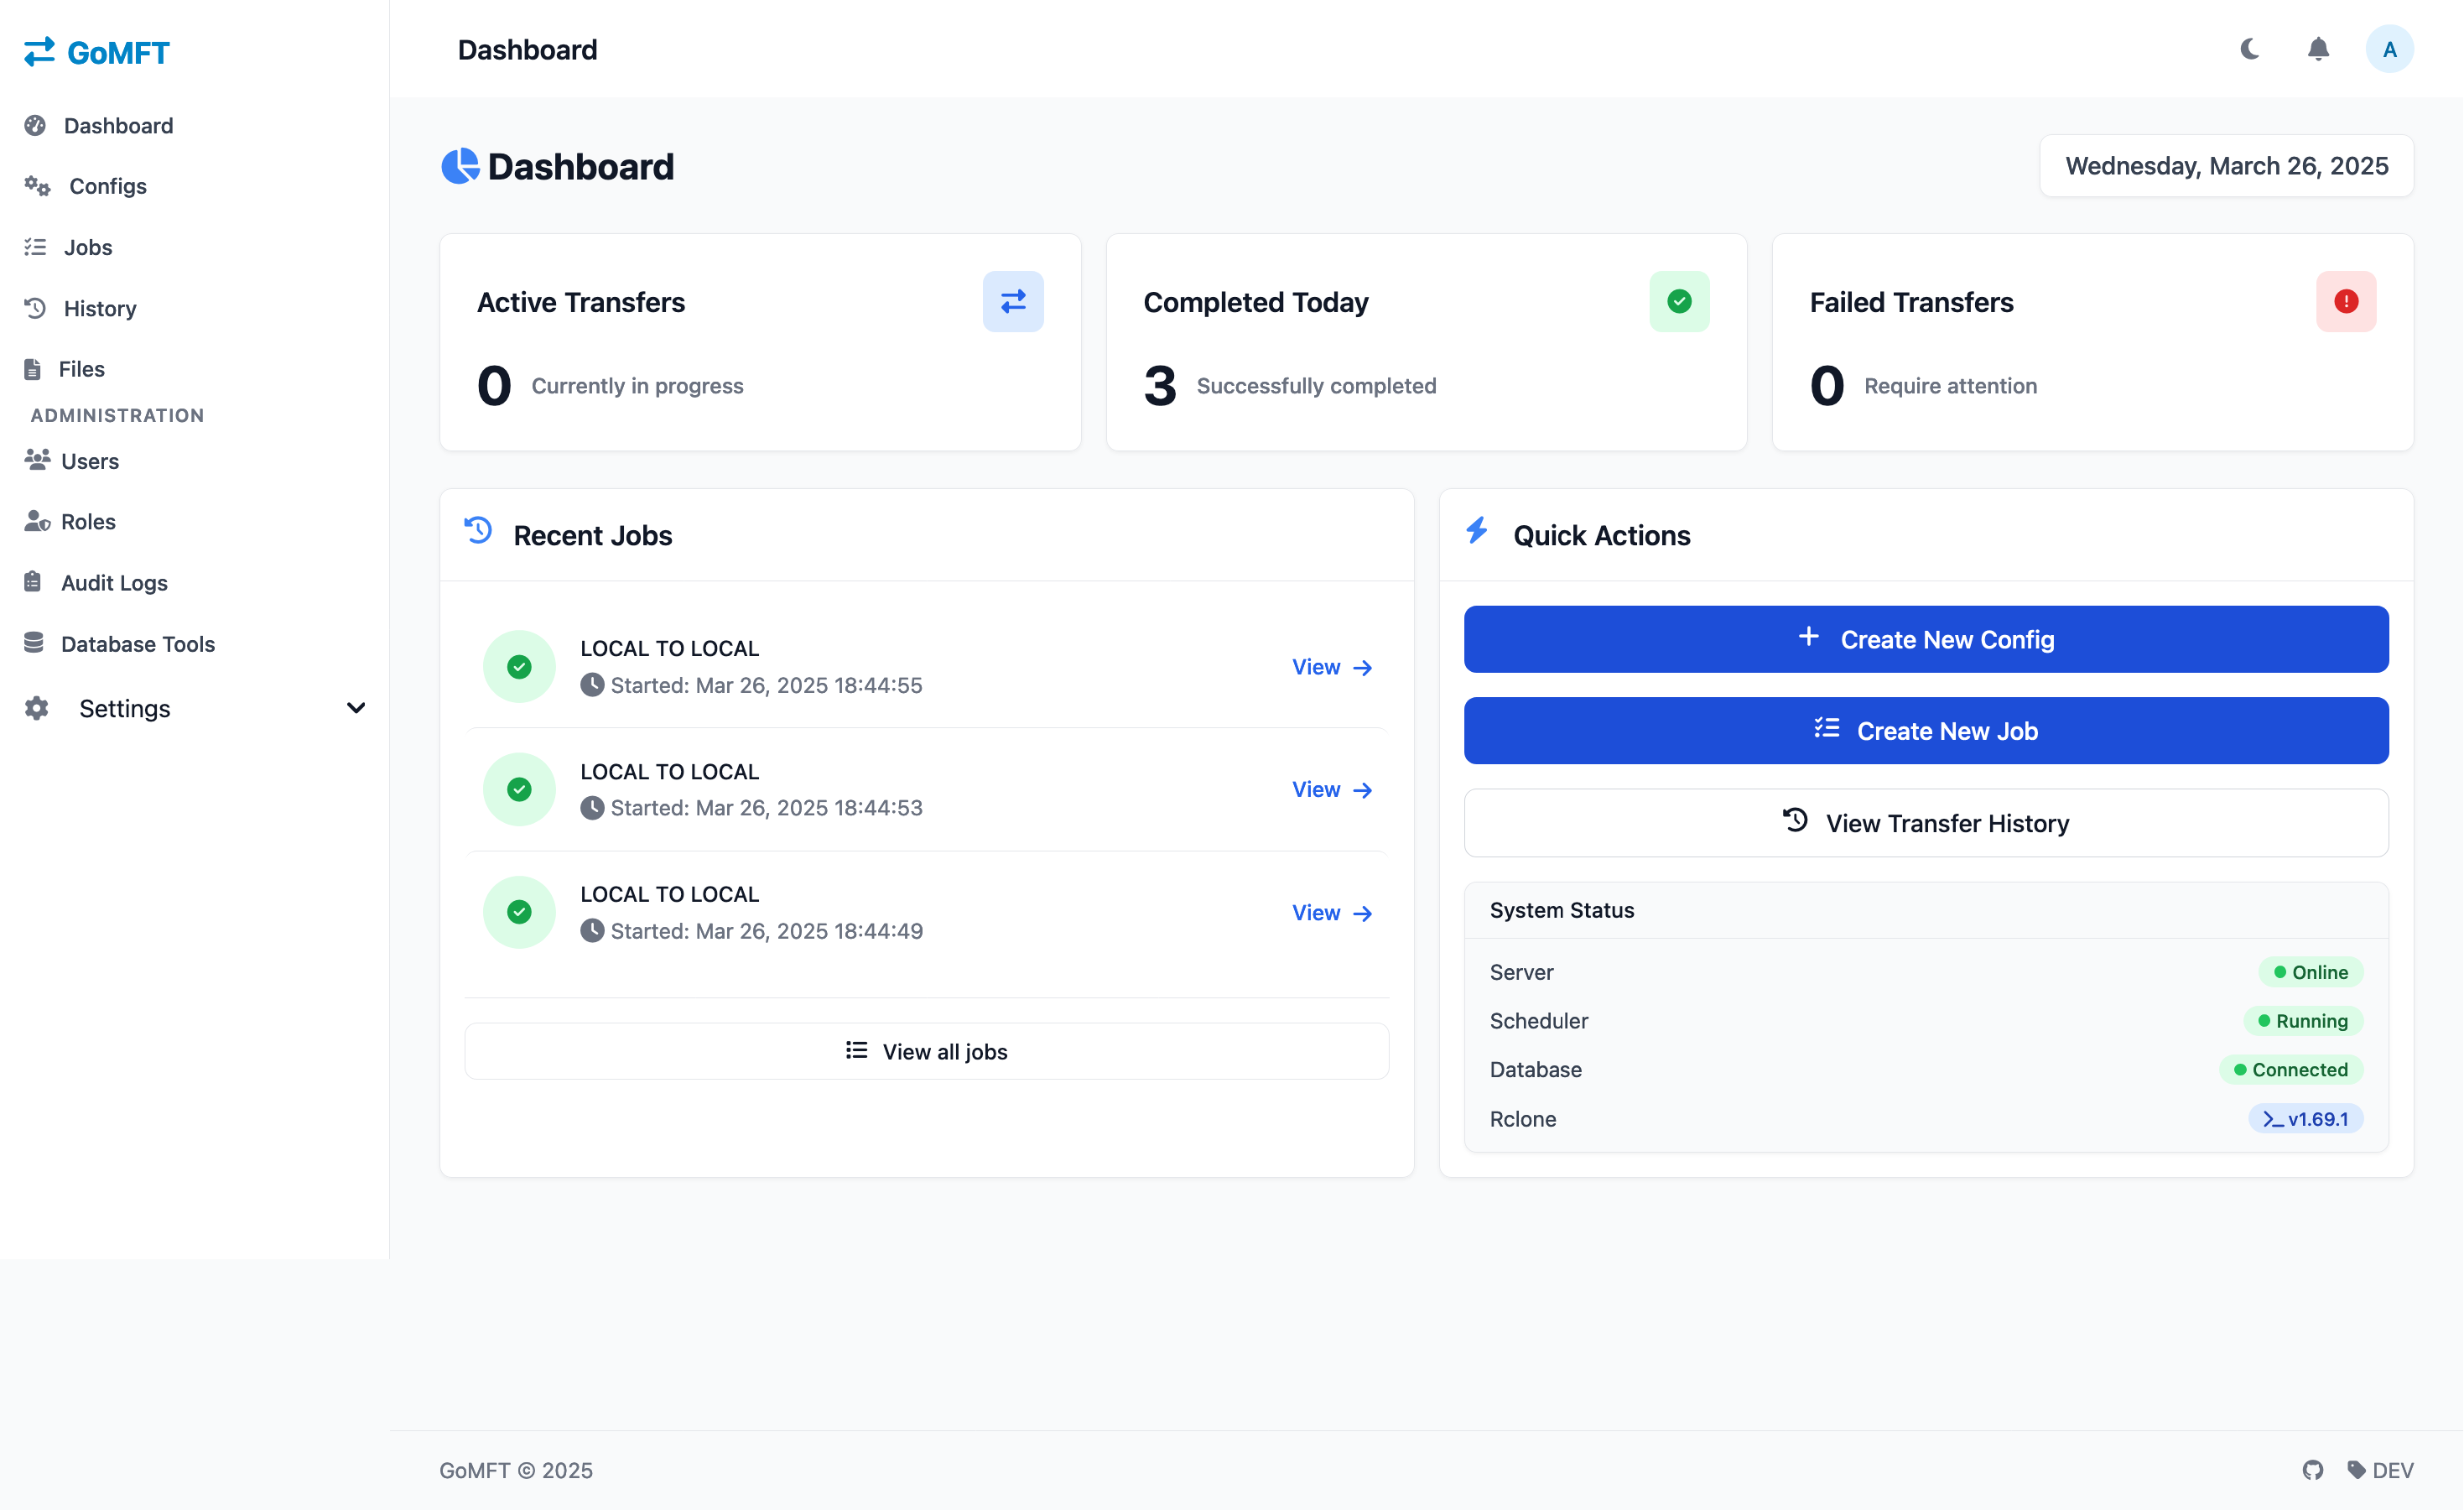 GoMFT
Dashboard
Configs
Jobs
History
Files
ADMINISTRATION
Users
Roles
Audit Logs
Database Tools
Settings
Dashboard
A
Dashboard
Wednesday, March 26, 2025
Active Transfers
0 Currently in progress
Completed Today
3 Successfully completed
Failed Transfers
0 Require attention
Recent Jobs
LOCAL TO LOCAL
Started: Mar 26, 2025 18:44:55
View
LOCAL TO LOCAL
Started: Mar 26, 2025 18:44:53
View
LOCAL TO LOCAL
Started: Mar 26, 2025 18:44:49
View
View all jobs
Quick Actions
Create New Config
Create New Job
View Transfer History
System Status
Server Online
Scheduler Running
Database Connected
Rclone v1.69.1
GoMFT © 2025
DEV